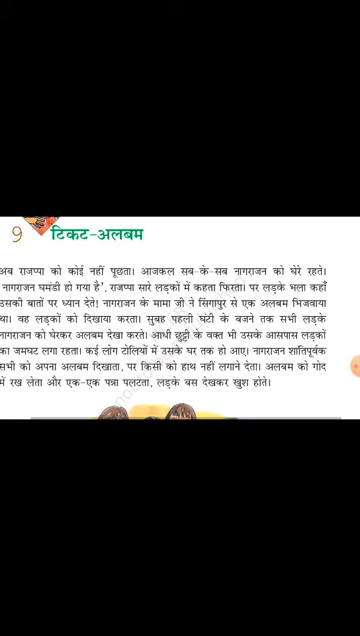 9 टिकट-अलबम
अब राजप्पा को कोई नहीं पूछता। आजकल सब-के-सब नागराजन को घेरे रहते।
'नागराजन घमंडी हो गया है', राजप्पा सारे लड़कों में कहता फिरता। पर लड़के भला कहाँ
उसकी बातों पर ध्यान देते! नागराजन के मामा जी ने सिंगापुर से एक अलबम भिजवाया
था। वह लड़कों को दिखाया करता। सुबह पहली घंटी के बजने तक सभी लड़के
नागराजन को घेरकर अलबम देखा करते। आधी छुट्टी के वक्त भी उसके आसपास लड़कों
का जमघट लगा रहता। कई लोग टोलियों में उसके घर तक हो आए। नागराजन शांतिपूर्वक
सभी को अपना अलबम दिखाता, पर किसी को हाथ नहीं लगाने देता। अलबम को गोद
में रख लेता और एक-एक पन्ना पलटता, लड़के बस देखकर खुश होते।